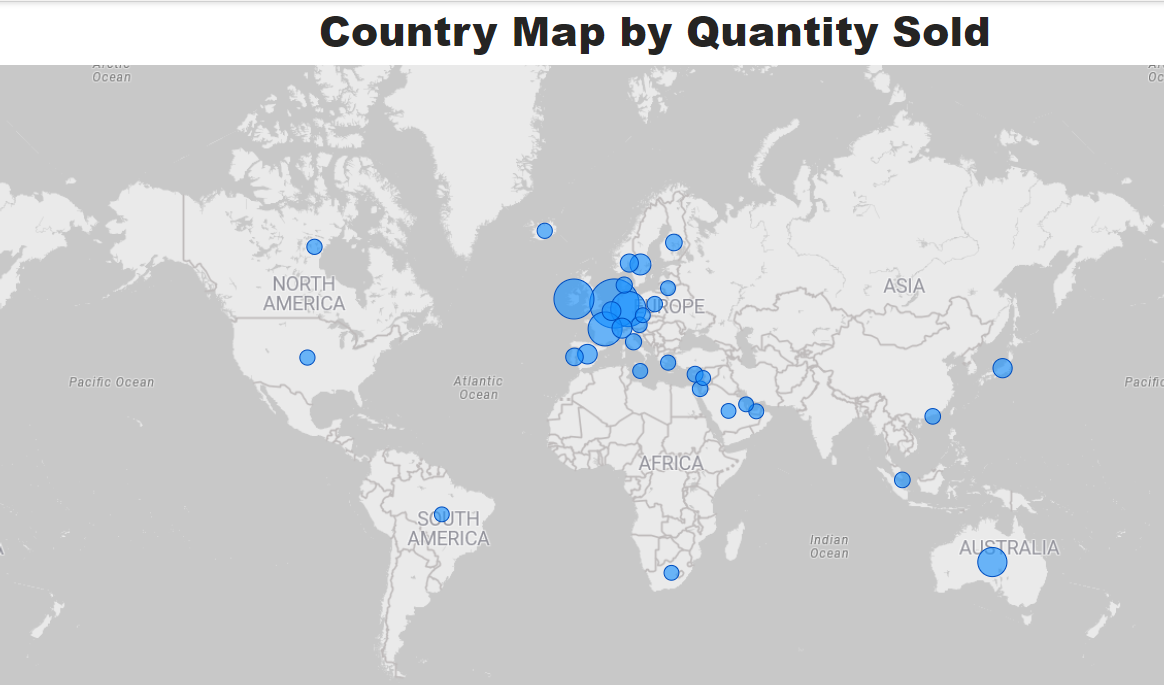 Country Map by Quantity Sold
Arctic
Ocean
NORTH
AMERICA
EUROPE
ASIA
Pacific Ocean
Atlantic
Ocean
Pacific
AFRICA
SOUTH
AMERICA
Indian
Ocean
AUSTRALIA